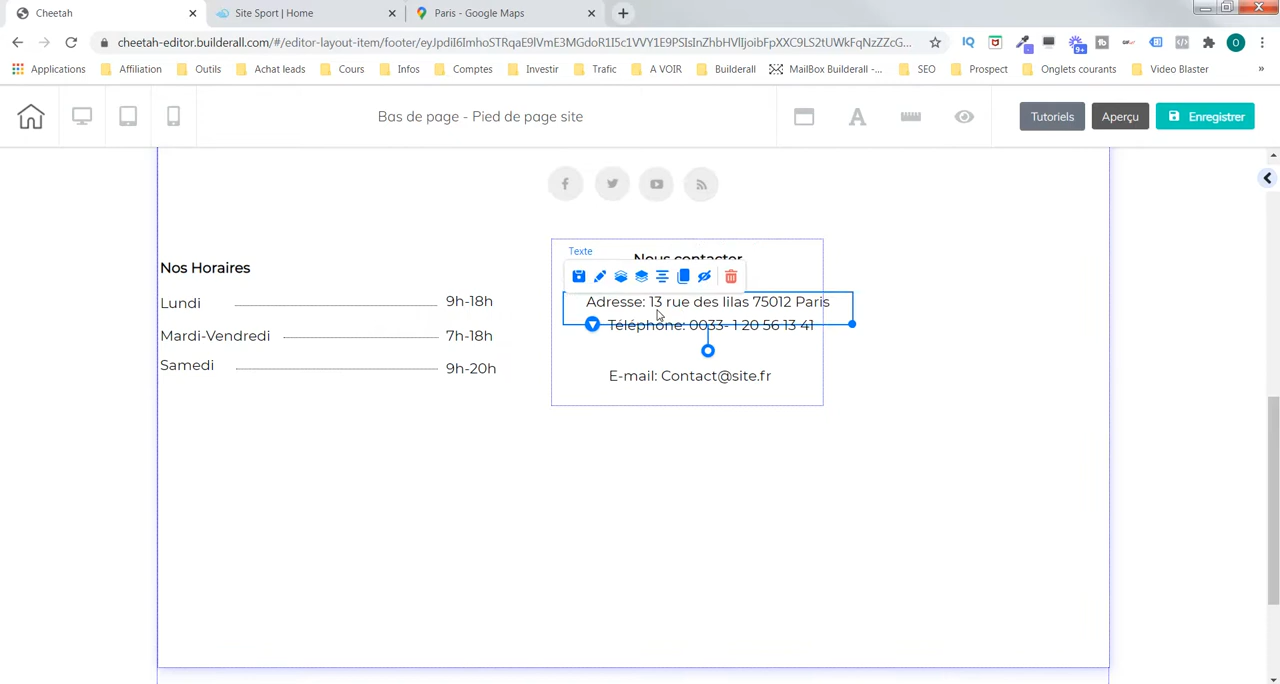 Cheetah
Site Sport | Home
Paris - Google Maps
cheetah-editor.builderall.com/#/editor-layout-item/footer/
Applications
Affiliation
Outils
Achat leads
Cours
Infos
Comptes
Investir
Trafic
A VOIR
Builderall
MailBox Builderall -...
SEO
Prospect
Onglets courants
Video Blaster
»
Bas de page - Pied de page site
Tutoriels
Aperçu
Enregistrer
Texte
Nous contacter
Nos Horaires
Lundi 9h-18h
Mardi-Vendredi 7h-18h
Samedi 9h-20h
Adresse: 13 rue des lilas 75012 Paris
Téléphone: 0033- 1 20 56 13 41
E-mail: Contact@site.fr